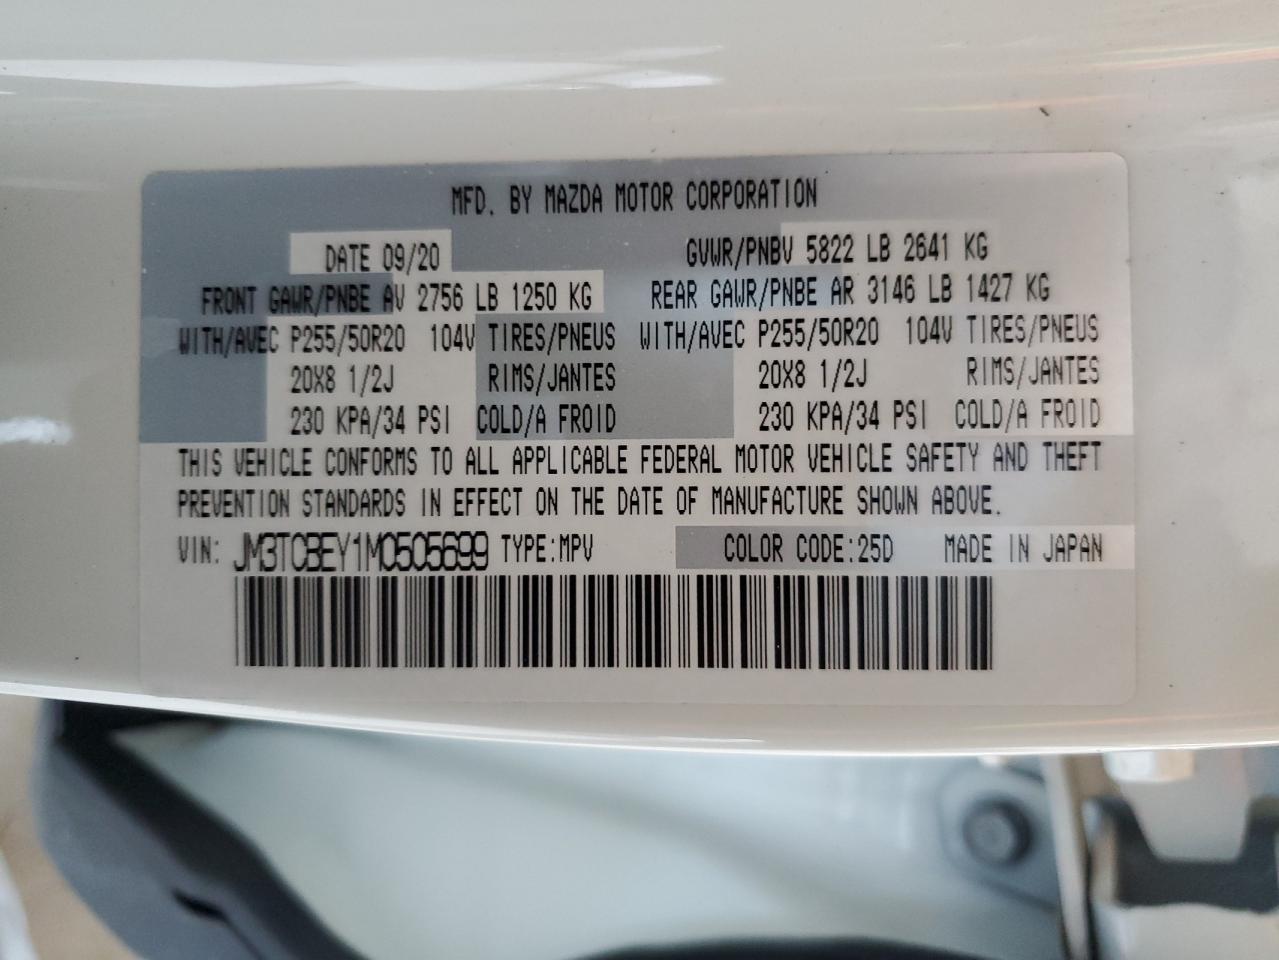 MFD. BY MAZDA MOTOR CORPORATION
DATE 09/20 GVWR/PNBV 5822 LB 2641 KG
FRONT GAWR/PNBE AV 2756 LB 1250 KG REAR GAWR/PNBE AR 3146 LB 1427 KG
WITH/AVEC P255/50R20 104V TIRES/PNEUS WITH/AVEC P255/50R20 104V TIRES/PNEUS
20X8 1/2J RIMS/JANTES 20X8 1/2J RIMS/JANTES
230 KPA/34 PSI COLD/A FROID 230 KPA/34 PSI COLD/A FROID
THIS VEHICLE CONFORMS TO ALL APPLICABLE FEDERAL MOTOR VEHICLE SAFETY AND THEFT
PREVENTION STANDARDS IN EFFECT ON THE DATE OF MANUFACTURE SHOWN ABOVE.
VIN: JM3TCBEY1M0505699 TYPE:MPV COLOR CODE:25D MADE IN JAPAN